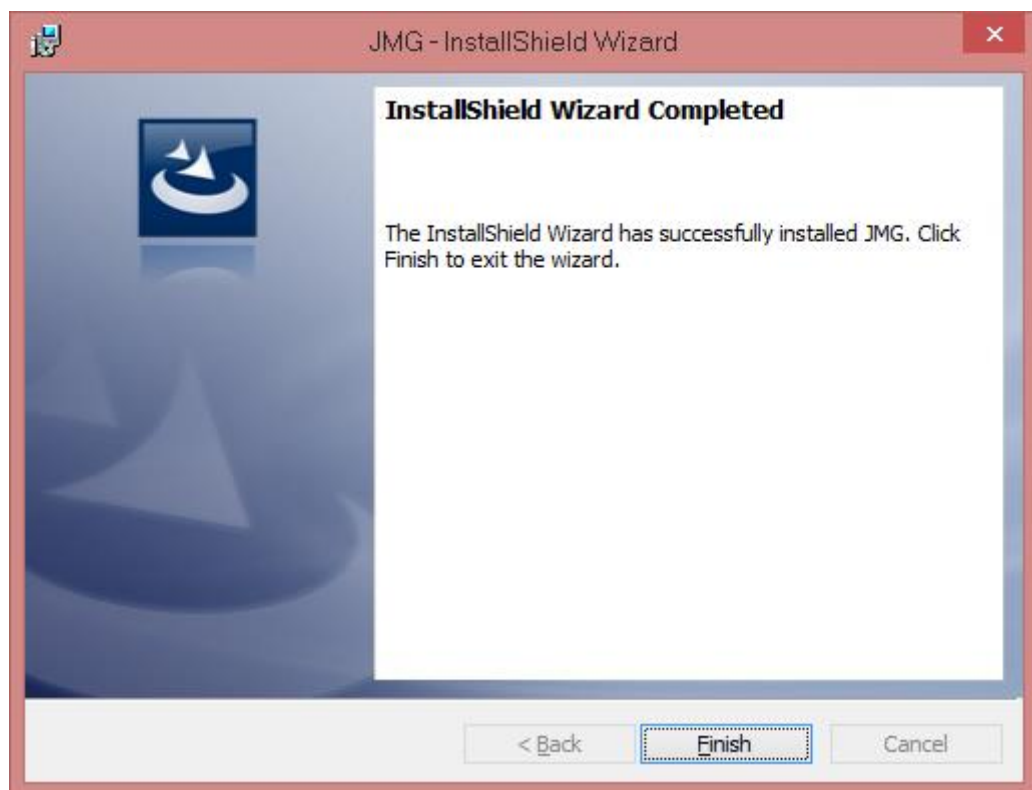 JMG - InstallShield Wizard
InstallShield Wizard Completed
The InstallShield Wizard has successfully installed JMG. Click
Finish to exit the wizard.
< Back
Finish
Cancel